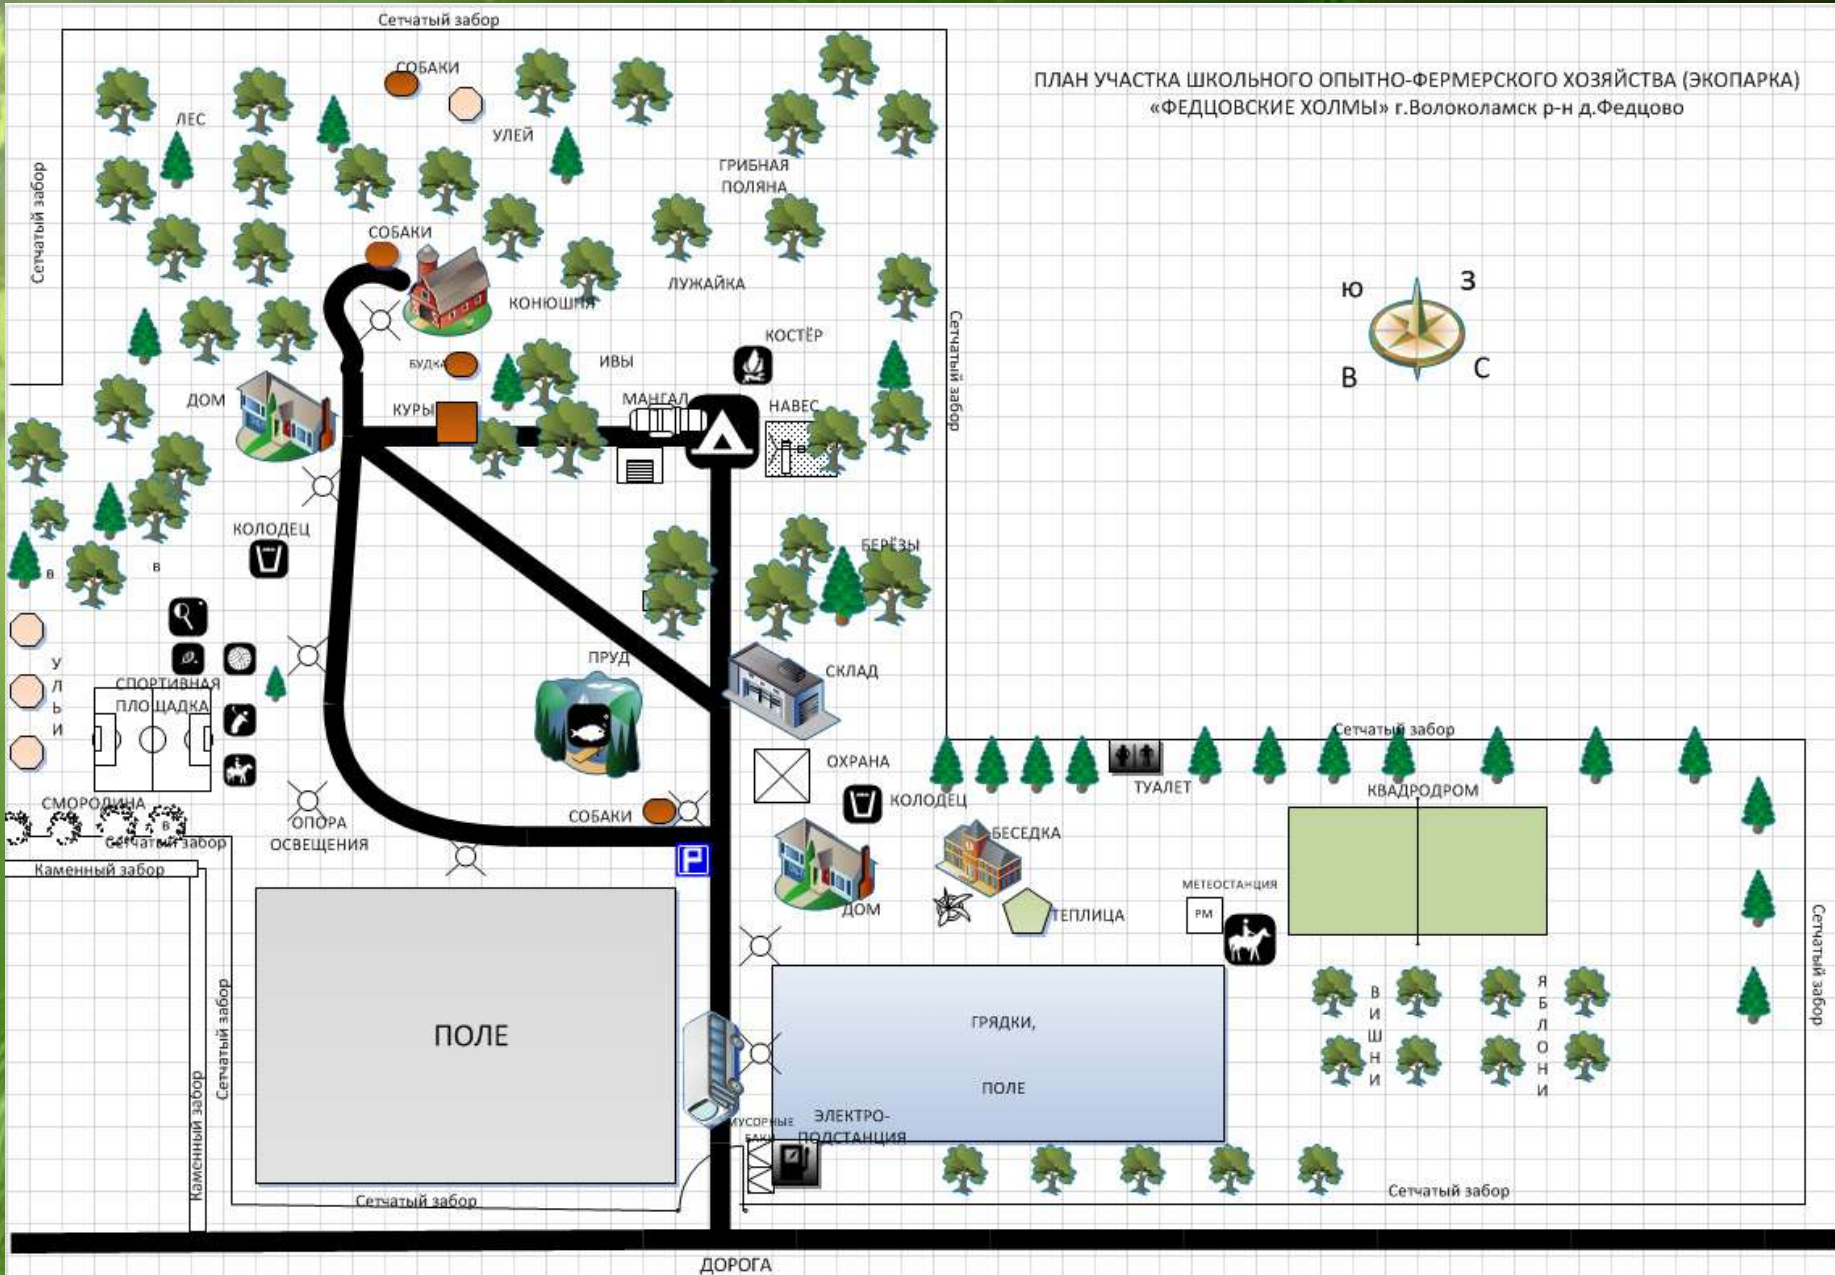 Сетчатый забор
ПЛАН УЧАСТКА ШКОЛЬНОГО ОПЫТНО-ФЕРМЕРСКОГО ХОЗЯЙСТВА (ЭКОПАРКА)
«ФЕДЦОВСКИЕ ХОЛМЫ» г.Волоколамск р-н д.Федцово
СОБАКИ
ЛЕС
УЛЕЙ
ГРИБНАЯ
ПОЛЯНА
Сетчатый забор
СОБАКИ
ЛУЖАЙКА
КОНЮШНЯ
Ю
З
В
С
Сетчатый забор
КОСТЁР
БУДКА
ИВЫ
ДОМ
КУРЫ
МАНГАЛ
НАВЕС
В
КОЛОДЕЦ
БЕРЁЗЫ
В
В
В
УЛЬИ
СПОРТИВНАЯ
ПЛОЩАДКА
ПРУД
СКЛАД
ОХРАНА
КОЛОДЕЦ
Сетчатый забор
ТУАЛЕТ
КВАДРОДРОМ
СМОРОДИНА
В
Сетчатый забор
Каменный забор
ОПОРА
ОСВЕЩЕНИЯ
СОБАКИ
P
ДОМ
БЕСЕДКА
ТЕПЛИЦА
МЕТЕОСТАНЦИЯ
РМ
Сетчатый забор
ПОЛЕ
ГРЯДКИ,
ПОЛЕ
ВИШНИ
ЯБЛОНИ
Сетчатый забор
Каменный забор
МУСОРНЫЕ
БАКИ
ЭЛЕКТРО-
ПОДСТАНЦИЯ
Сетчатый забор
Сетчатый забор
ДОРОГА